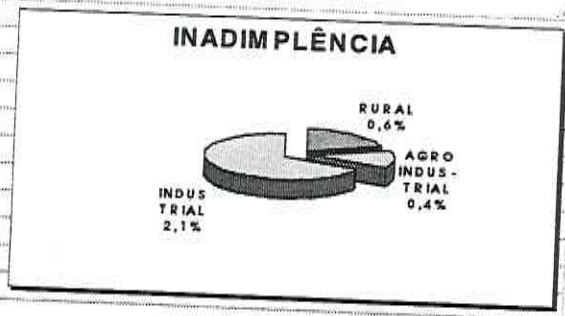 INADIMPLÊNCIA
RURAL
0,6%
AGRO
INDUS-
TRIAL
0,4%
INDUS
TRIAL
2,1%